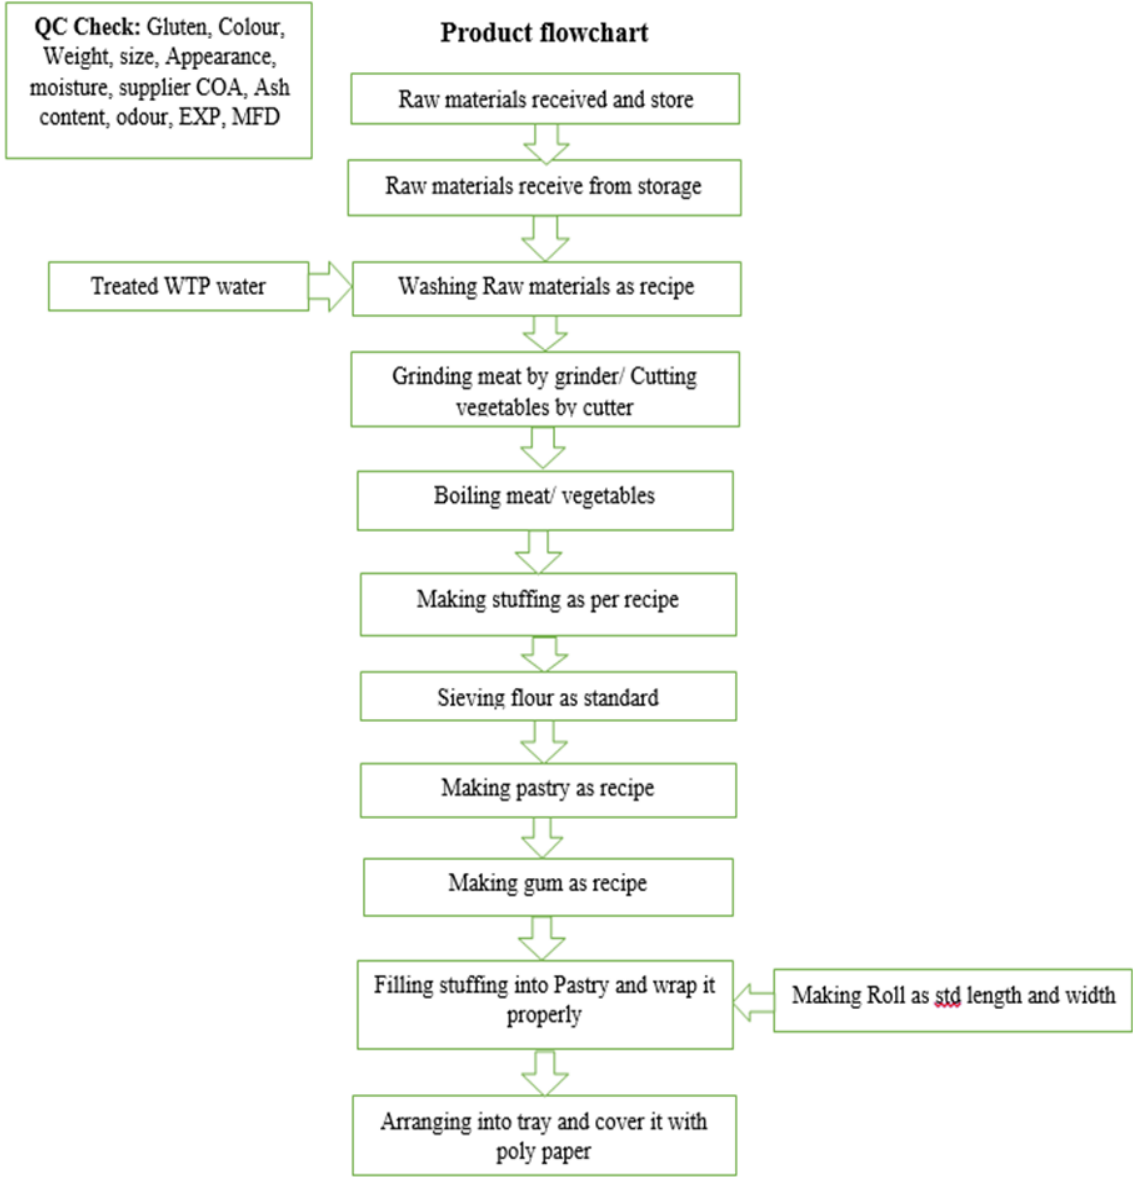 QC Check: Gluten, Colour,
Weight, size, Appearance,
moisture, supplier COA, Ash
content, odour, EXP, MFD
Product flowchart
Raw materials received and store
Raw materials receive from storage
Treated WTP water
Washing Raw materials as recipe
Grinding meat by grinder/ Cutting
vegetables by cutter
Boiling meat/ vegetables
Making stuffing as per recipe
Sieving flour as standard
Making pastry as recipe
Making gum as recipe
Filling stuffing into Pastry and wrap it
properly
Making Roll as std length and width
Arranging into tray and cover it with
poly paper